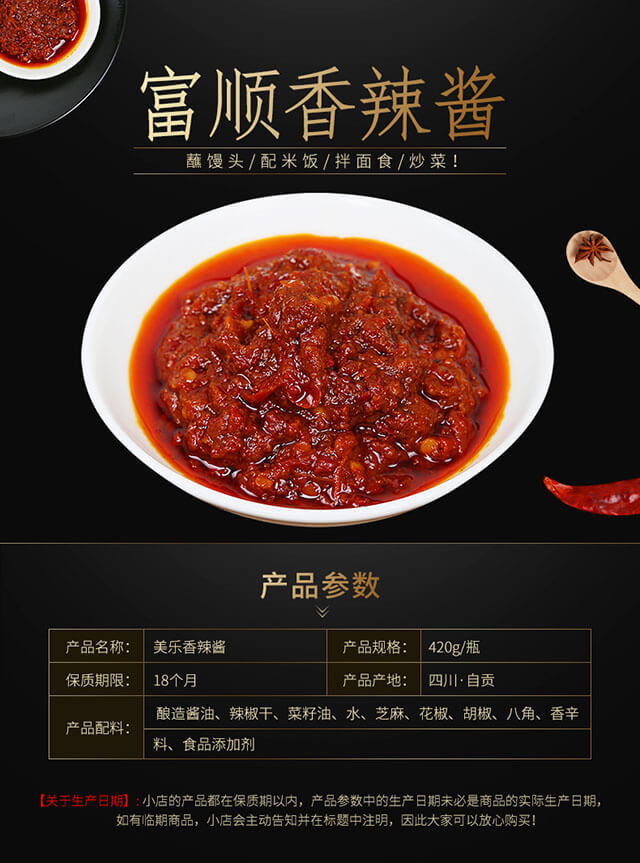 富顺香辣酱
蘸馒头/配米饭/拌面食/炒菜！
产品参数
产品名称： 美乐香辣酱 产品规格： 420g/瓶
保质期限： 18个月 产品产地： 四川·自贡
产品配料： 酿造酱油、辣椒干、菜籽油、水、芝麻、花椒、胡椒、八角、香辛
料、食品添加剂
【关于生产日期】：小店的产品都在保质期以内，产品参数中的生产日期未必是商品的实际生产日期，
如有临期商品，小店会主动告知并在标题中注明，因此大家可以放心购买！